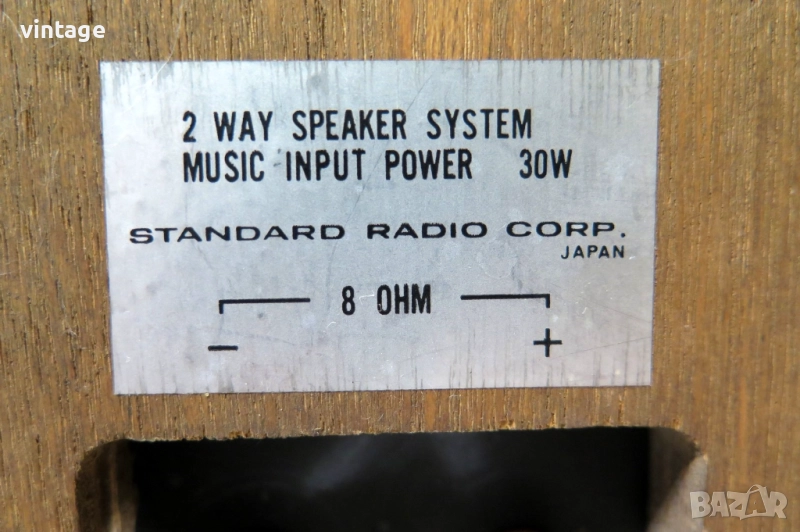 vintage
2 WAY SPEAKER SYSTEM
MUSIC INPUT POWER 30W
STANDARD RADIO CORP.
JAPAN
8 OHM
- +
BAZAR